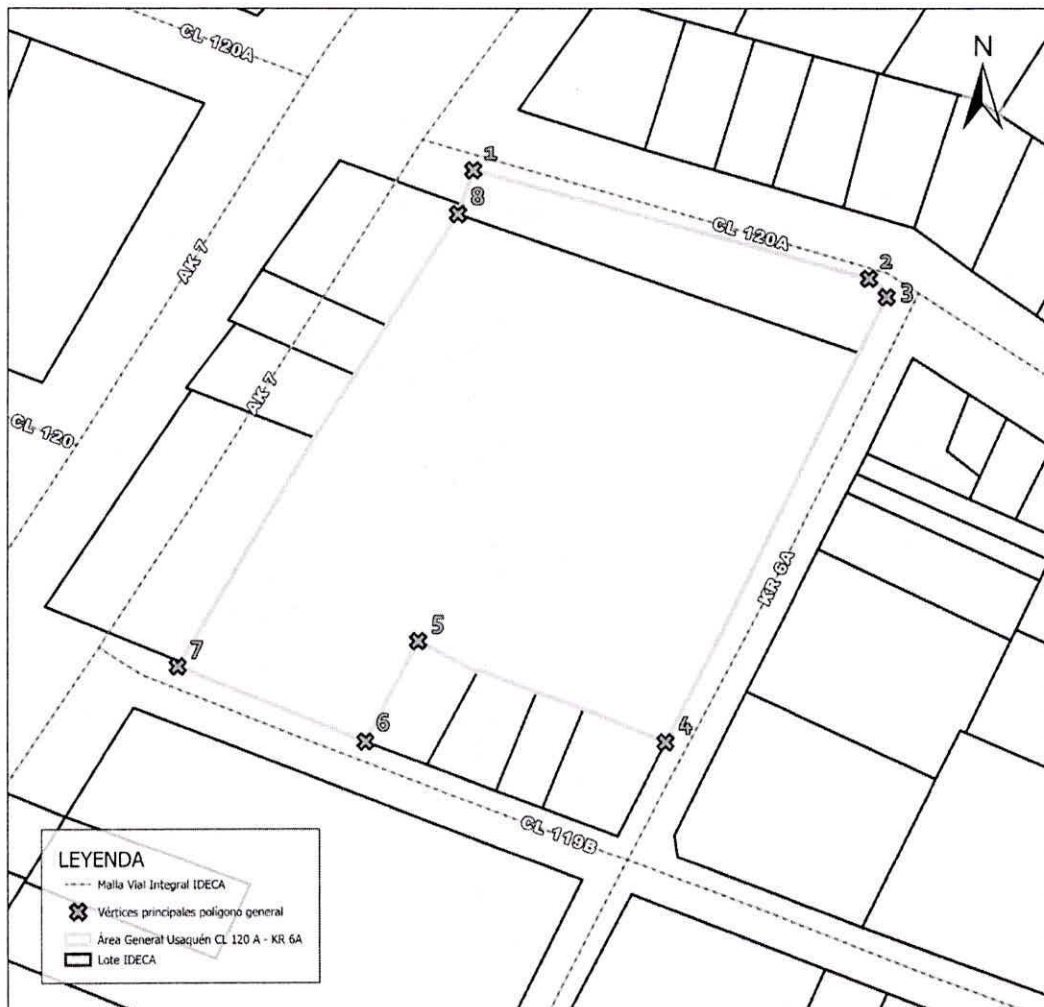 CL 120A
N
1
8
CL 120A
2
3
AK 7
AK 7
CL 120
KR 6A
5
7
6
4
CL 119B
LEYENDA
Malla Vial Integral IDECA
Vértices principales polígono general
Área General Usaquén CL 120 A - KR 6A
Lote IDECA